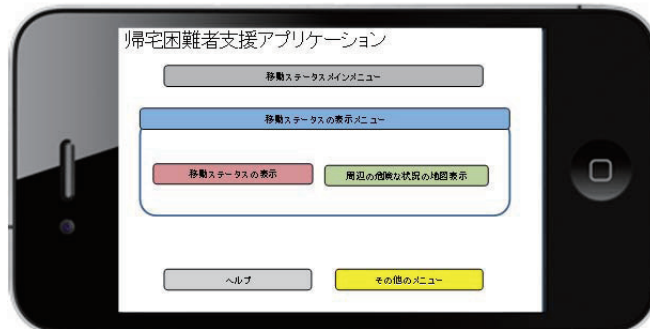 帰宅困難者支援アプリケーション
移動ステータスメインメニュー
移動ステータスの表示メニュー
移動ステータスの表示
周辺の危険な状況の地図表示
ヘルプ
その他のメニュー